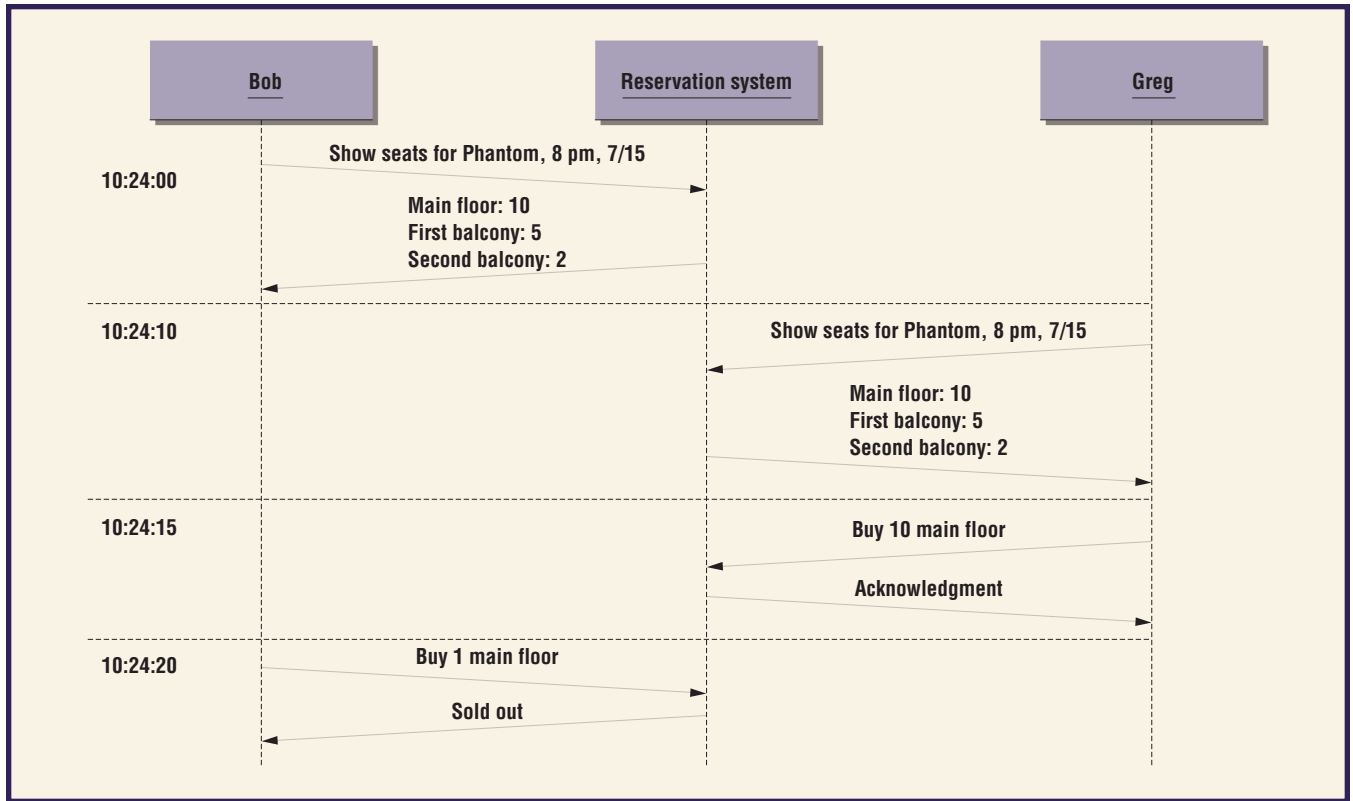 Bob
Reservation system
Greg
10:24:00
Show seats for Phantom, 8 pm, 7/15
Main floor: 10
First balcony: 5
Second balcony: 2
10:24:10
Show seats for Phantom, 8 pm, 7/15
Main floor: 10
First balcony: 5
Second balcony: 2
10:24:15
Buy 10 main floor
Acknowledgment
10:24:20
Buy 1 main floor
Sold out